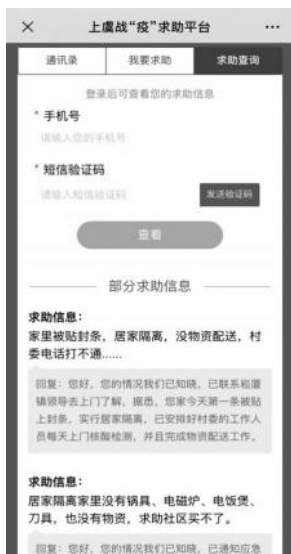 上虞战“疫”求助平台
通讯录 我要求助 求助查询
登录后可查看您的求助信息
* 手机号
请输入您的手机号
* 短信验证码
请输入短信验证码 发送验证码
查看
部分求助信息
求助信息：
家里被贴封条，居家隔离，没物资配送，村
委电话打不通……
回复：您好，您的情况我们已知晓，已联系崧厦
镇领导去上门了解，据悉，您家今天第一条被贴
上封条，实行居家隔离，已安排好村委的工作人
员每天上门核酸检测，并且完成物资配送工作。
求助信息：
居家隔离家里没有锅具、电磁炉、电饭煲、
刀具，也没有物资，求助社区买不了。
回复：您好，您的情况我们已知晓，已通知应急